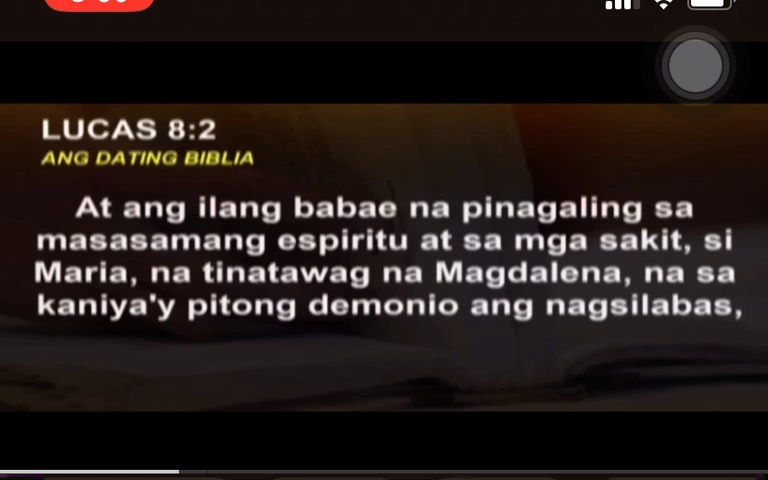 LUCAS 8:2
ANG DATING BIBLIA
At ang ilang babae na pinagaling sa
masasamang espiritu at sa mga sakit, si
Maria, na tinatawag na Magdalena, na sa
kaniya'y pitong demonio ang nagsilabas,